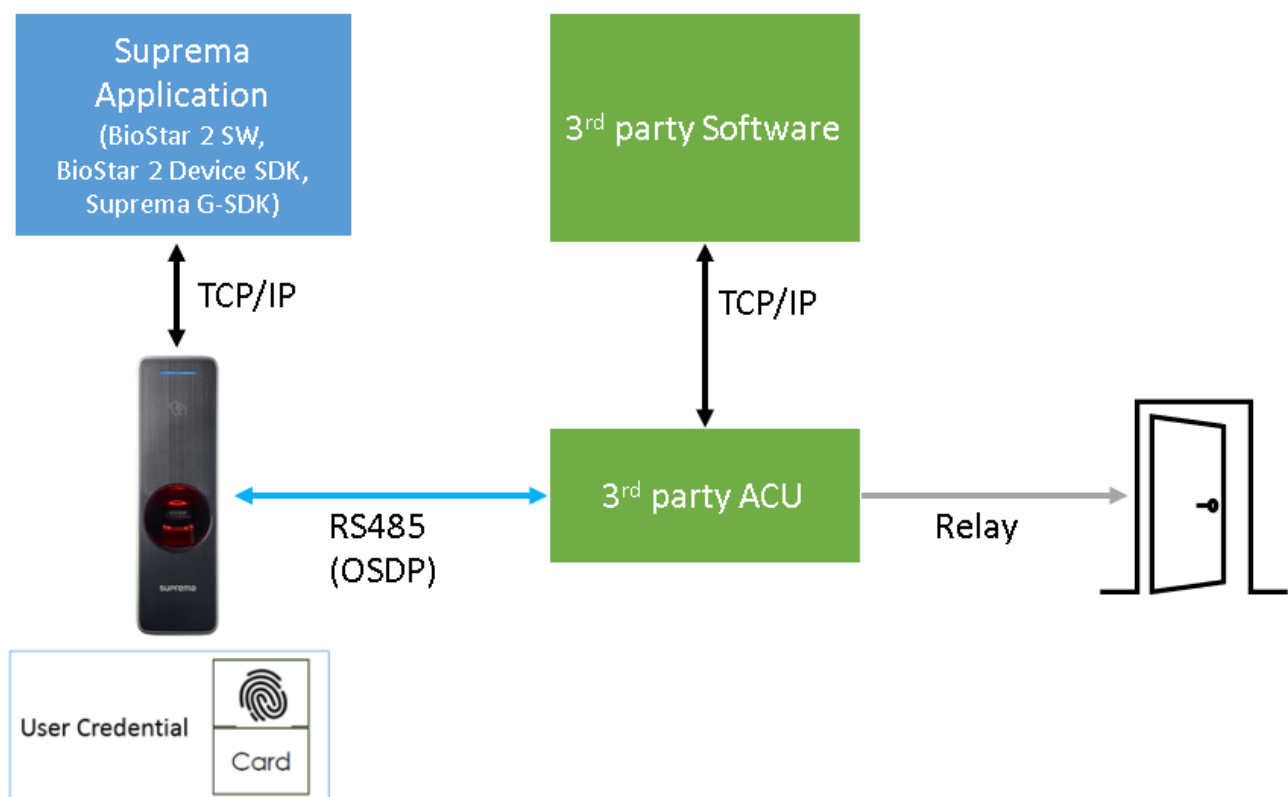 Suprema
Application
(BioStar 2 SW,
BioStar 2 Device SDK,
Suprema G-SDK)
3rd party Software
TCP/IP
TCP/IP
3rd party ACU
RS485
(OSDP)
Relay
suprema
User Credential
Card